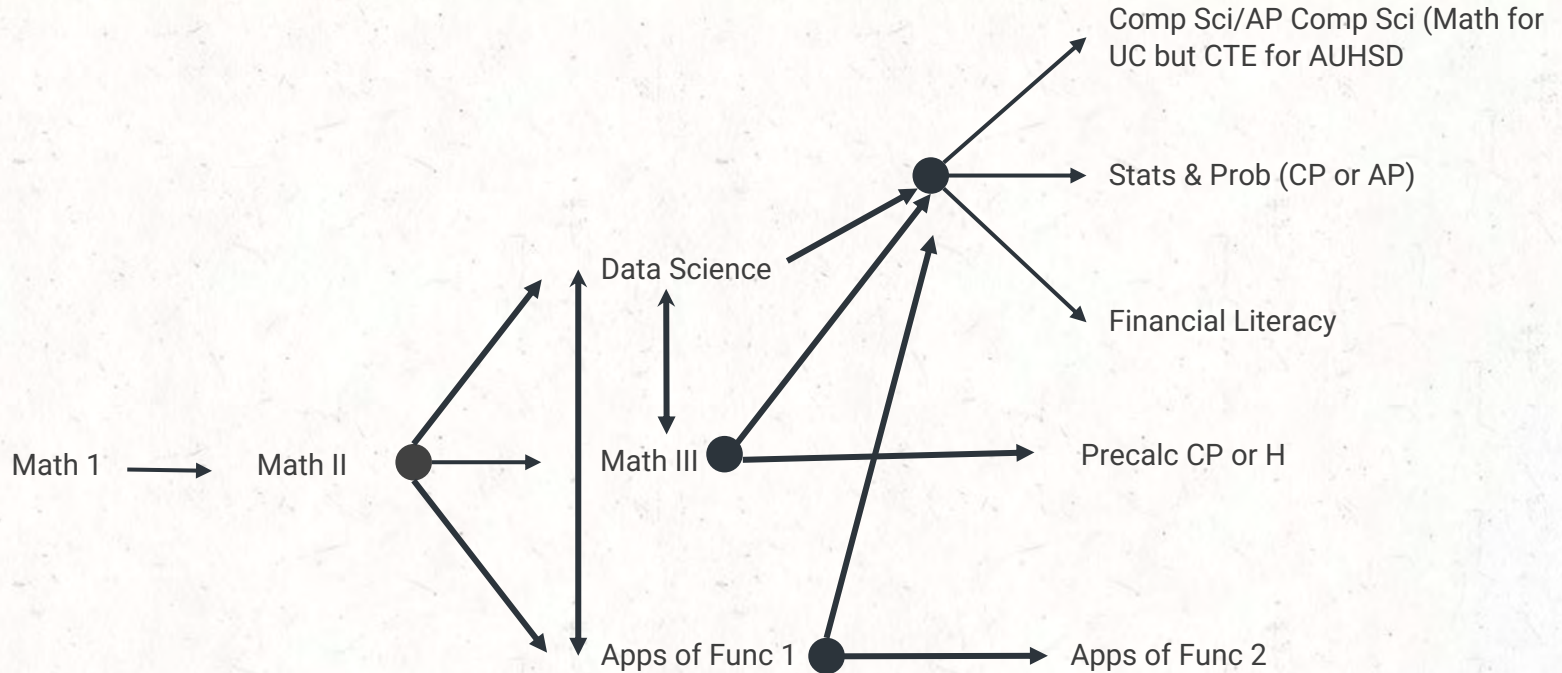 Comp Sci/AP Comp Sci (Math for
UC but CTE for AUHSD
Stats & Prob (CP or AP)
Data Science
Financial Literacy
Math 1
Math II
Math III
Precalc CP or H
Apps of Func 1
Apps of Func 2